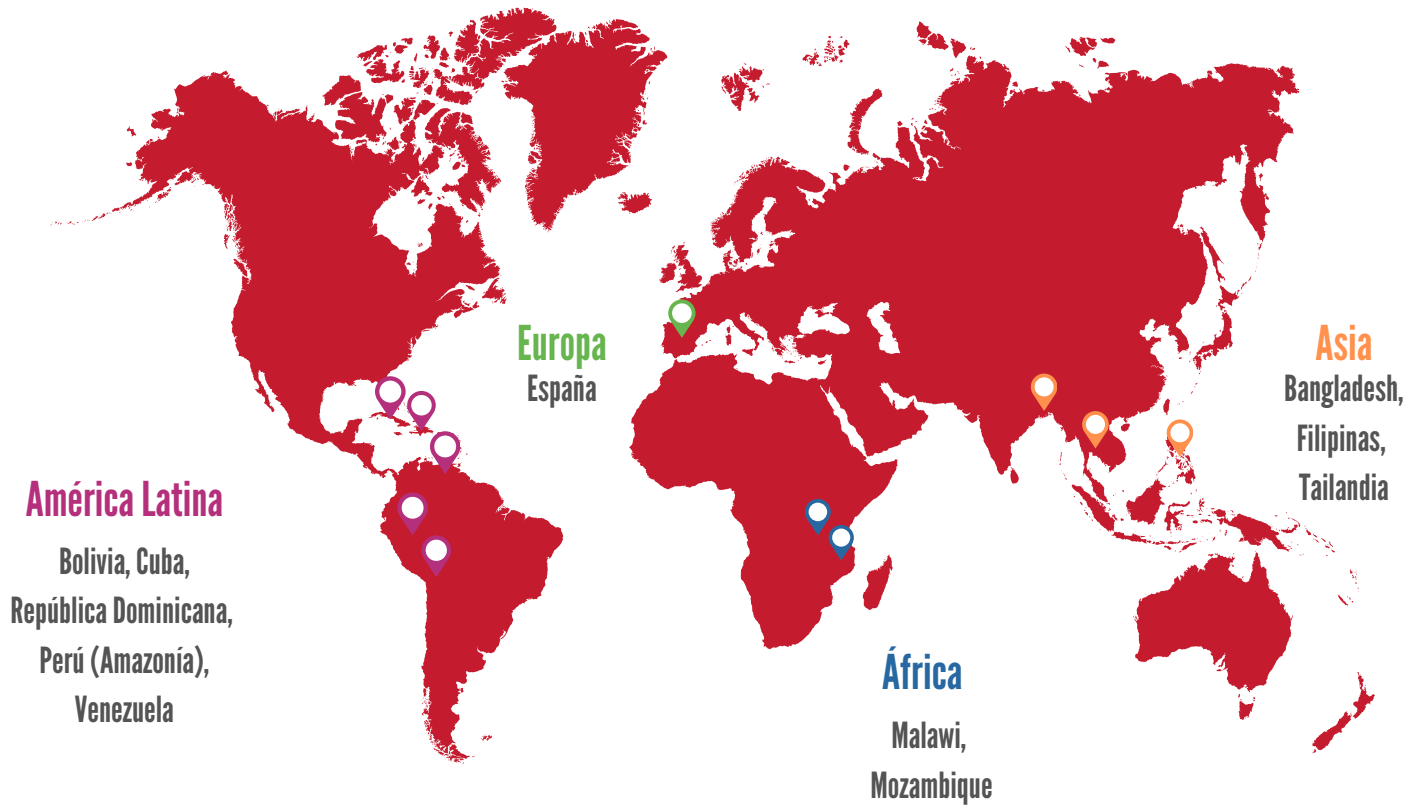 América Latina
Bolivia, Cuba,
República Dominicana,
Perú (Amazonía),
Venezuela
Europa
España
África
Malawi,
Mozambique
Asia
Bangladesh,
Filipinas,
Tailandia